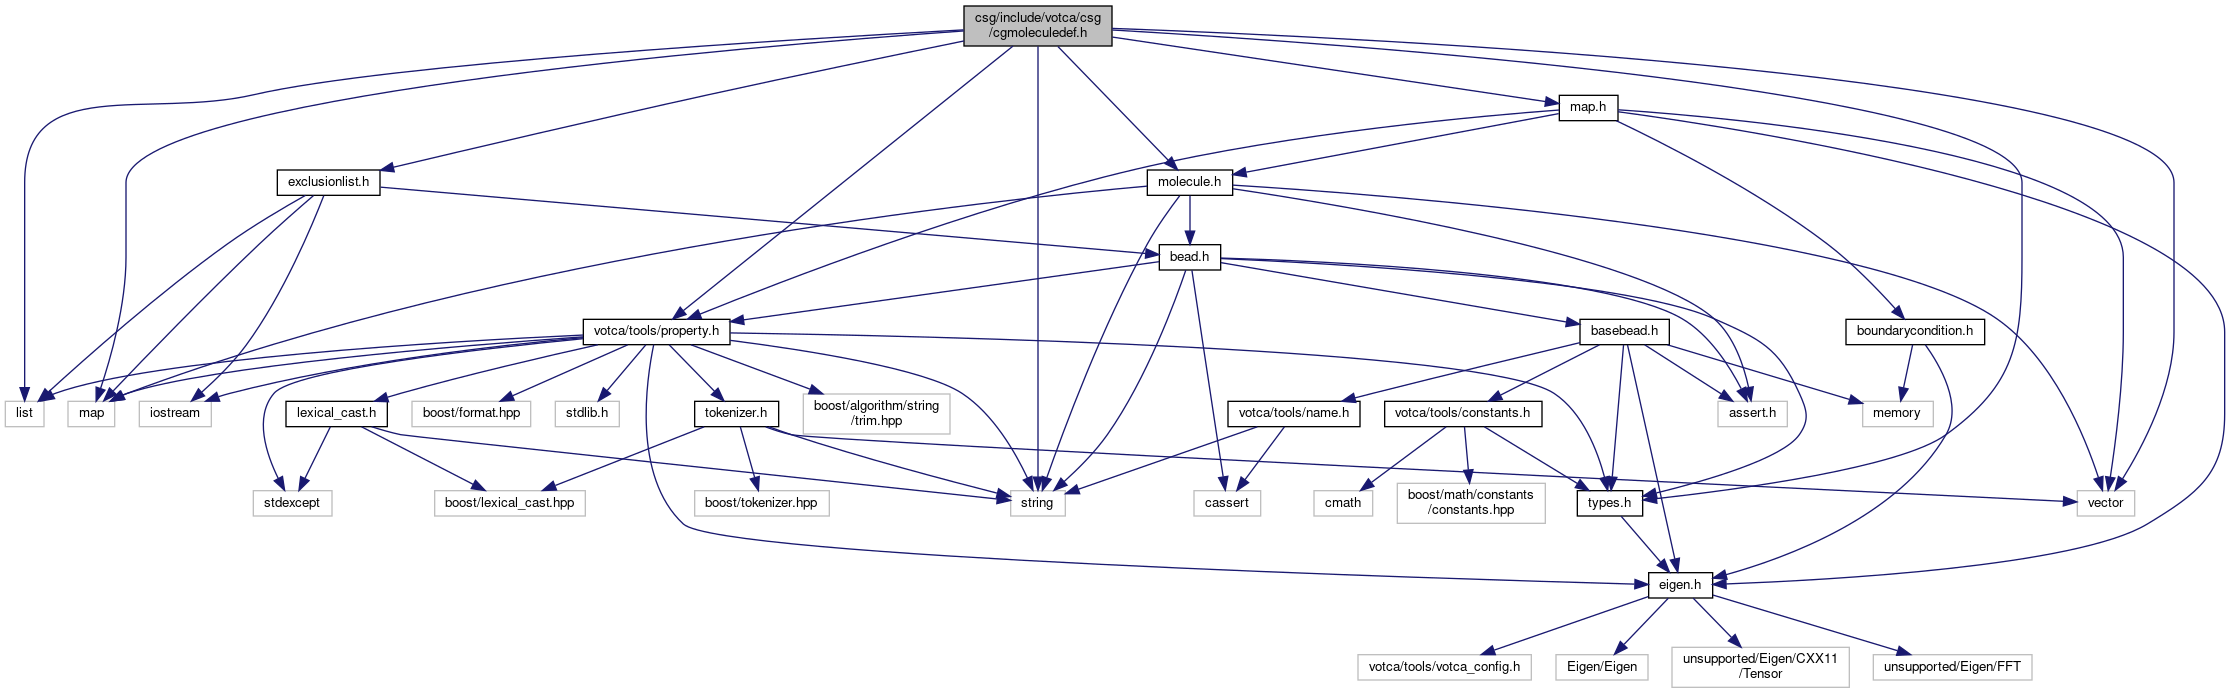 csg/include/votca/csg
/cgmoleculedef.h
map.h
exclusionlist.h
molecule.h
bead.h
votca/tools/property.h
basebead.h
boundarycondition.h
list
map
iostream
lexical_cast.h
boost/format.hpp
stdlib.h
tokenizer.h
boost/algorithm/string
/trim.hpp
votca/tools/name.h
votca/tools/constants.h
assert.h
memory
stdexcept
boost/lexical_cast.hpp
boost/tokenizer.hpp
string
cassert
cmath
boost/math/constants
/constants.hpp
types.h
vector
eigen.h
votca/tools/votca_config.h
Eigen/Eigen
unsupported/Eigen/CXX11
/Tensor
unsupported/Eigen/FFT